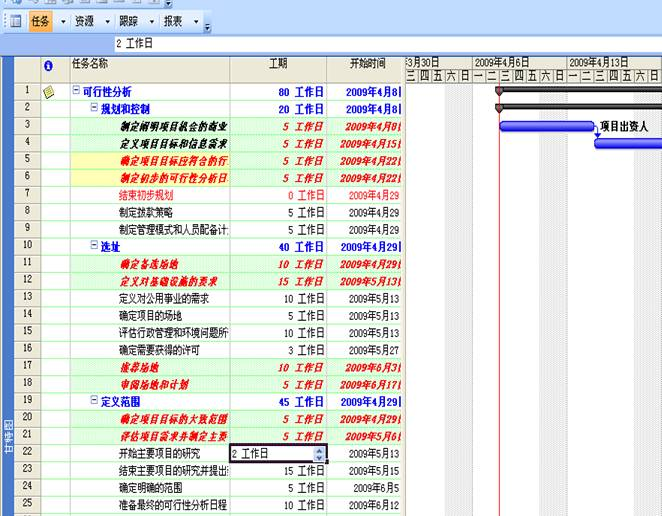 任务 资源 跟踪 报表
2 工作日
任务名称 工期 开始时间 3月30日 2009年4月6日 2009年4月13日
三 四 五 六 日 一 二 三 四 五 六 日 一 二 三 四 五 六 日
1 可行性分析 80 工作日 2009年4月8日
2 规划和控制 20 工作日 2009年4月8日
3 制定阐明项目机会的商业 5 工作日 2009年4月8日 项目出资人
4 定义项目目标和信息需求 5 工作日 2009年4月15
5 确定项目目标应符合的行 5 工作日 2009年4月22
6 制定初步的可行性分析日 5 工作日 2009年4月22
7 结束初步规划 0 工作日 2009年4月29
8 制定拨款策略 5 工作日 2009年4月29
9 制定管理模式和人员配备计 5 工作日 2009年4月29
10 选址 40 工作日 2009年4月29日
11 确定备选场地 10 工作日 2009年4月29
12 定义对基础设施的要求 15 工作日 2009年5月13
13 定义对公用事业的需求 10 工作日 2009年5月13
14 确定项目的场地 5 工作日 2009年5月13
15 评估行政管理和环境问题所 10 工作日 2009年5月13
16 确定需要获得的许可 3 工作日 2009年5月27
17 推荐场地 10 工作日 2009年6月3日
18 审阅场地和计划 5 工作日 2009年6月17
19 定义范围 45 工作日 2009年4月29日
20 确定项目目标的大致范围 5 工作日 2009年4月29
21 评估项目需求并制定主要 5 工作日 2009年5月6日
22 开始主要项目的研究 2 工作日 2009年5月13
23 结束主要项目的研究并提出 15 工作日 2009年5月15
24 确定明确的范围 5 工作日 2009年6月5
25 准备最终的可行性分析日程 10 工作日 2009年6月12
甘特图